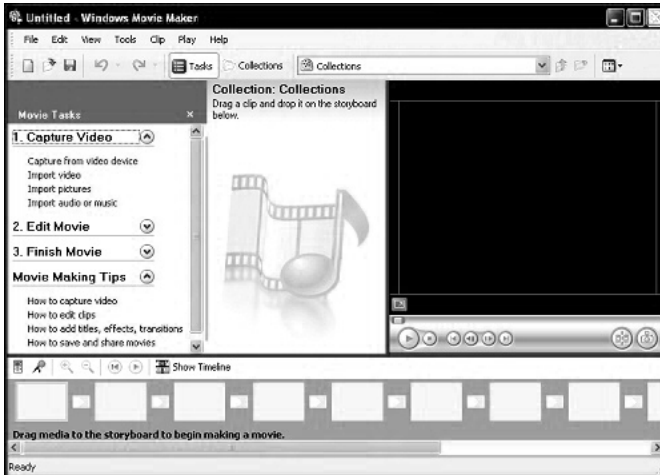 Untitled - Windows Movie Maker
File Edit View Tools Clip Play Help
Tasks Collections Collections
Movie Tasks
1. Capture Video
Capture from video device
Import video
Import pictures
Import audio or music
2. Edit Movie
3. Finish Movie
Movie Making Tips
How to capture video
How to edit clips
How to add titles, effects, transitions
How to save and share movies
Collection: Collections
Drag a clip and drop it on the storyboard
below.
Show Timeline
Drag media to the storyboard to begin making a movie.
Ready